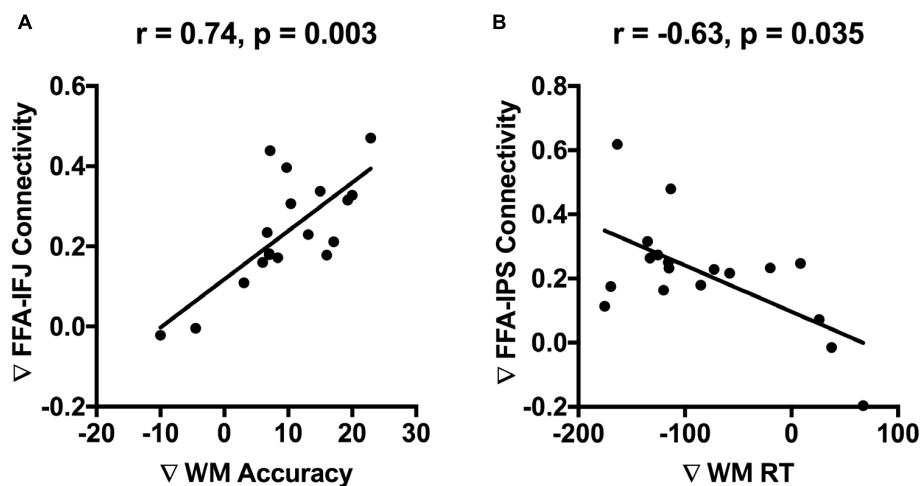 A
r = 0.74, p = 0.003
∇ FFA-IFJ Connectivity
0.6
0.4
0.2
0.0
-0.2
-20
-10
0
10
20
30
∇ WM Accuracy
B
r = -0.63, p = 0.035
∇ FFA-IPS Connectivity
0.8
0.6
0.4
0.2
0.0
-0.2
-200
-100
0
100
∇ WM RT